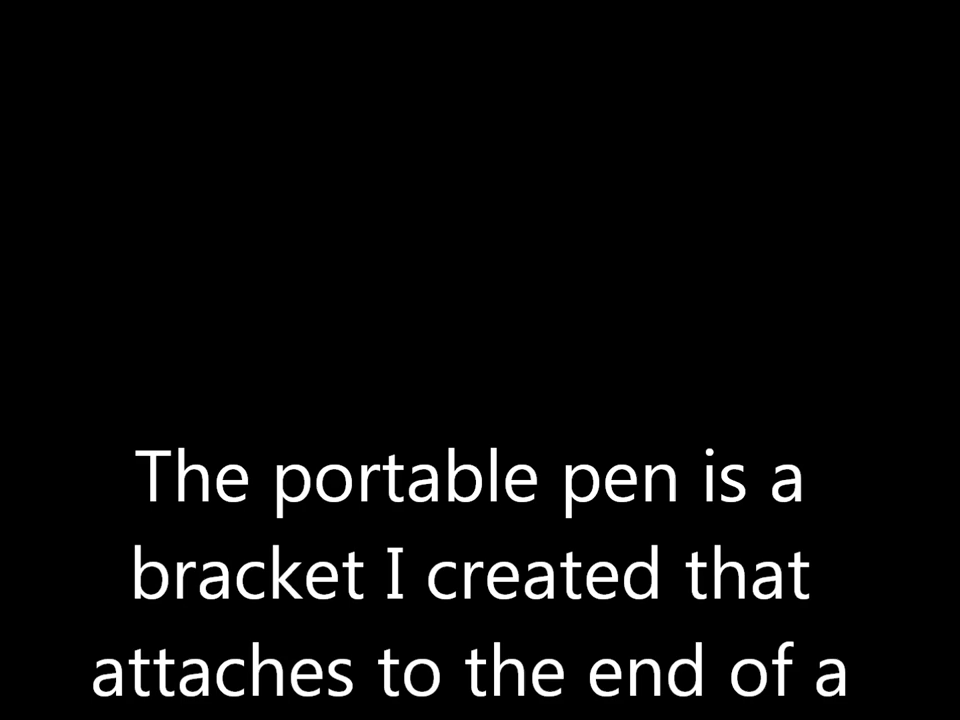 The portable pen is a
bracket I created that
attaches to the end of a